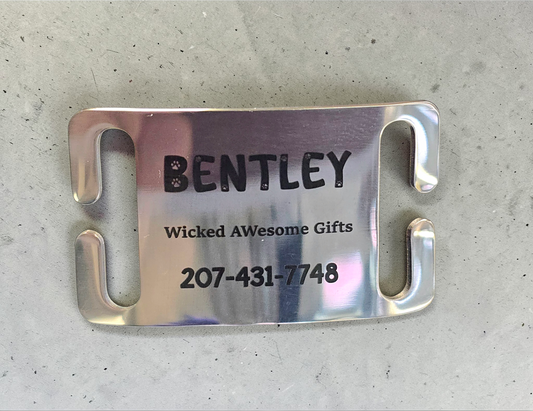 BENTLEY
Wicked AWesome Gifts
207-431-7748